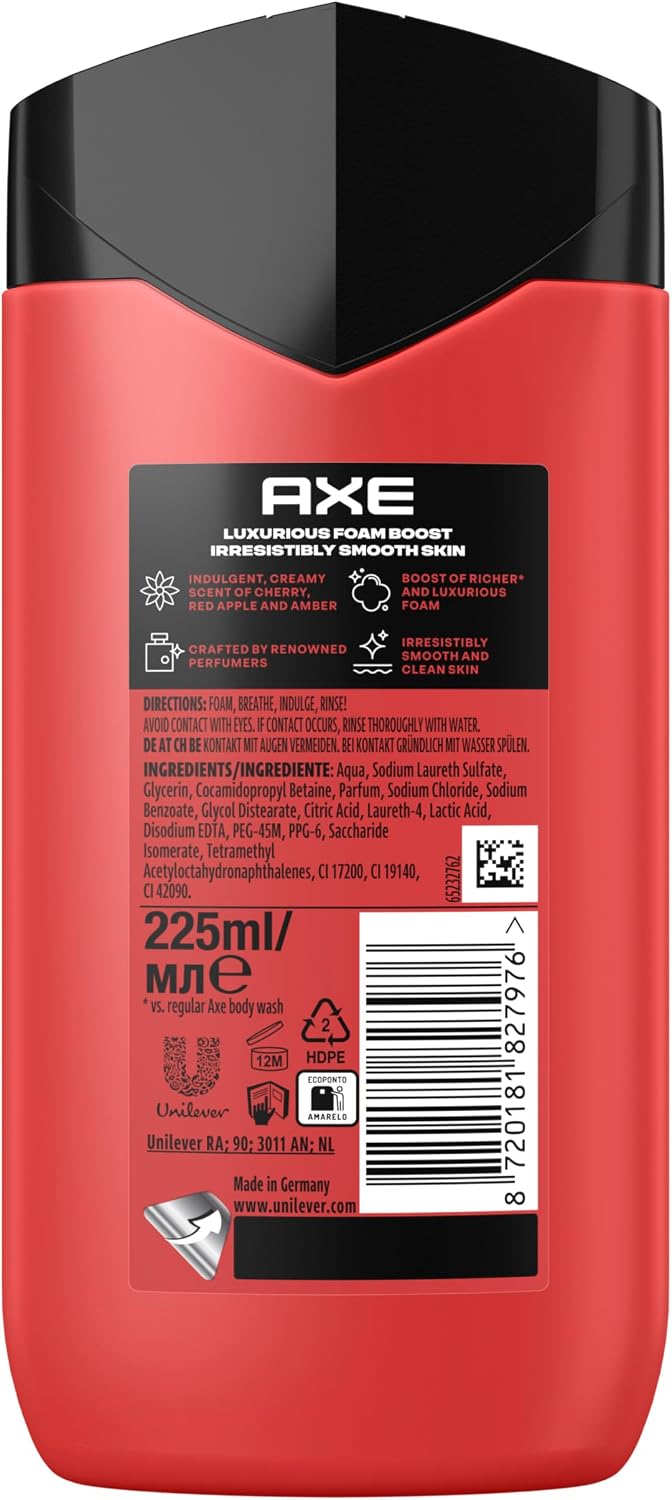 AXE
LUXURIOUS FOAM BOOST
IRRESISTIBLY SMOOTH SKIN
INDULGENT, CREAMY
SCENT OF CHERRY,
RED APPLE AND AMBER
BOOST OF RICHER*
AND LUXURIOUS
FOAM
CRAFTED BY RENOWNED
PERFUMERS
IRRESISTIBLY
SMOOTH AND
CLEAN SKIN
DIRECTIONS: FOAM, BREATHE, INDULGE, RINSE!
AVOID CONTACT WITH EYES. IF CONTACT OCCURS, RINSE THOROUGHLY WITH WATER.
DE AT CH BE KONTAKT MIT AUGEN VERMEIDEN. BEI KONTAKT GRÜNDLICH MIT WASSER SPÜLEN.
INGREDIENTS/INGREDIENTE: Aqua, Sodium Laureth Sulfate,
Glycerin, Cocamidopropyl Betaine, Parfum, Sodium Chloride, Sodium
Benzoate, Glycol Distearate, Citric Acid, Laureth-4, Lactic Acid,
Disodium EDTA, PEG-45M, PPG-6, Saccharide
Isomerate, Tetramethyl
Acetyloctahydronaphthalenes, CI 17200, CI 19140,
CI 42090.
65232762
225ml/
мл℮
* vs. regular Axe body wash
2
HDPE
12M
ECOPONTO
AMARELO
Unilever
Unilever RA; 90; 3011 AN; NL
Made in Germany
www.unilever.com
8 720181 827976 >